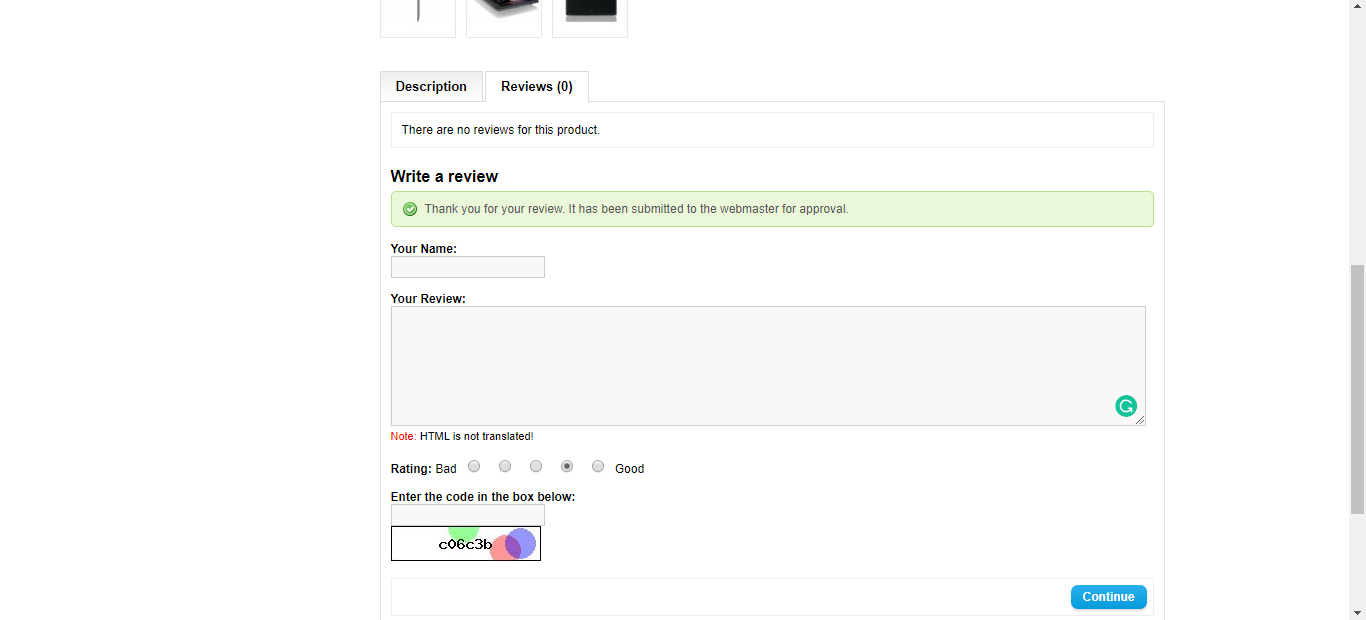 Description
Reviews (0)
There are no reviews for this product.
Write a review
Thank you for your review. It has been submitted to the webmaster for approval.
Your Name:
Your Review:
Note: HTML is not translated!
Rating: Bad Good
Enter the code in the box below:
c06c3b
Continue